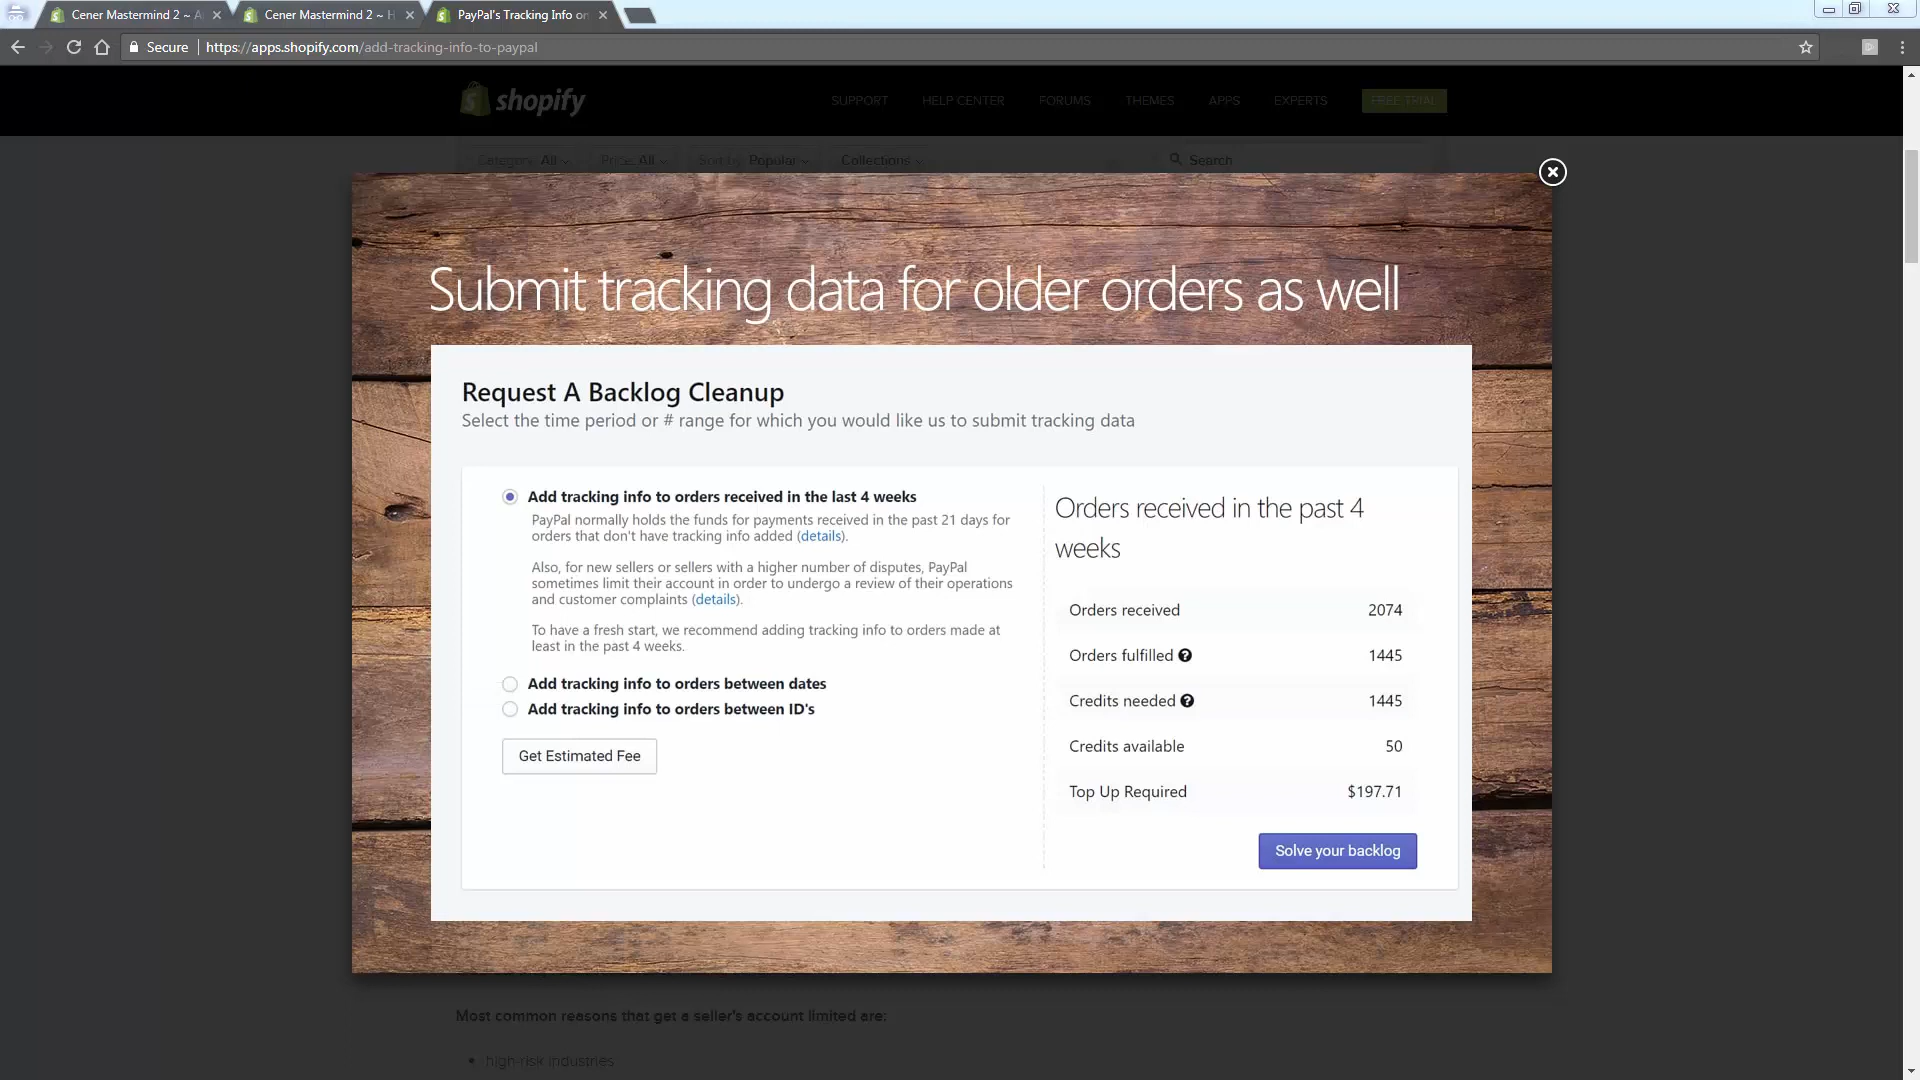 Cener Mastermind 2 ~ A
Cener Mastermind 2 ~ H
PayPal's Tracking Info on
Secure
https://apps.shopify.com/add-tracking-info-to-paypal
shopify
SUPPORT
HELP CENTER
FORUMS
THEMES
APPS
EXPERTS
FREE TRIAL
Category: All
Price: All
Sort by: Popular
Collections
Search
Submit tracking data for older orders as well
Request A Backlog Cleanup
Select the time period or # range for which you would like us to submit tracking data
Add tracking info to orders received in the last 4 weeks
PayPal normally holds the funds for payments received in the past 21 days for
orders that don't have tracking info added (details).
Also, for new sellers or sellers with a higher number of disputes, PayPal
sometimes limit their account in order to undergo a review of their operations
and customer complaints (details).
To have a fresh start, we recommend adding tracking info to orders made at
least in the past 4 weeks.
Add tracking info to orders between dates
Add tracking info to orders between ID's
Get Estimated Fee
Orders received in the past 4
weeks
Orders received 2074
Orders fulfilled ? 1445
Credits needed ? 1445
Credits available 50
Top Up Required $197.71
Solve your backlog
Most common reasons that get a seller's account limited are:
• high-risk industries